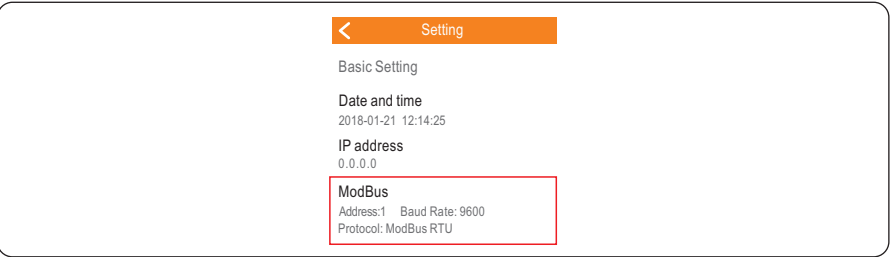 Setting
Basic Setting
Date and time
2018-01-21 12:14:25
IP address
0.0.0.0
ModBus
Address:1 Baud Rate: 9600
Protocol: ModBus RTU